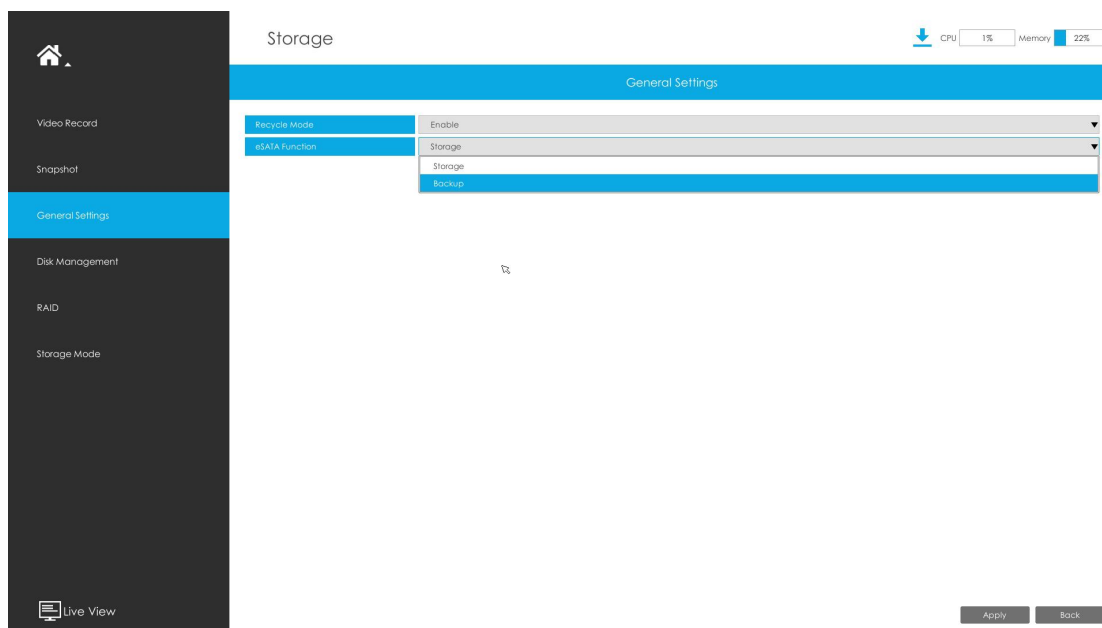 Storage
CPU 1% Memory 22%
General Settings
Video Record
Snapshot
General Settings
Disk Management
RAID
Storage Mode
Live View
Recycle Mode Enable
eSATA Function Storage
Storage
Backup
Apply Back